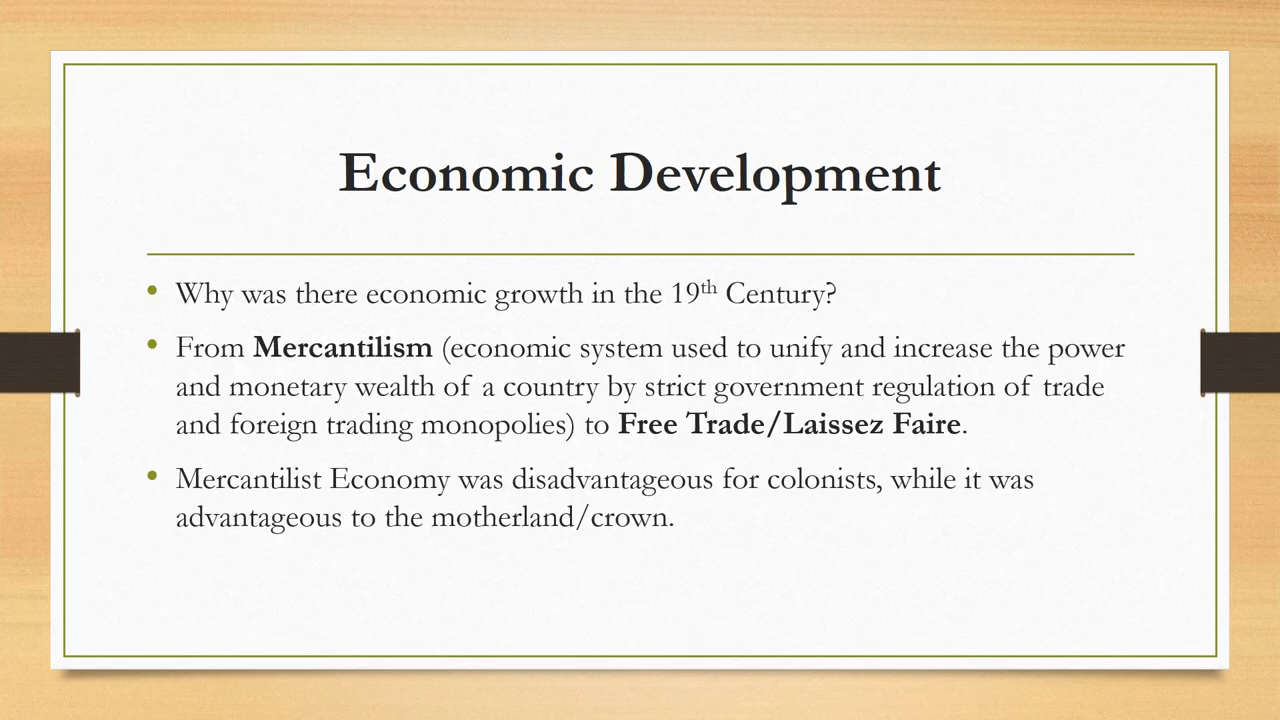 Economic Development
• Why was there economic growth in the 19th Century?
• From Mercantilism (economic system used to unify and increase the power
and monetary wealth of a country by strict government regulation of trade
and foreign trading monopolies) to Free Trade/Laissez Faire.
• Mercantilist Economy was disadvantageous for colonists, while it was
advantageous to the motherland/crown.